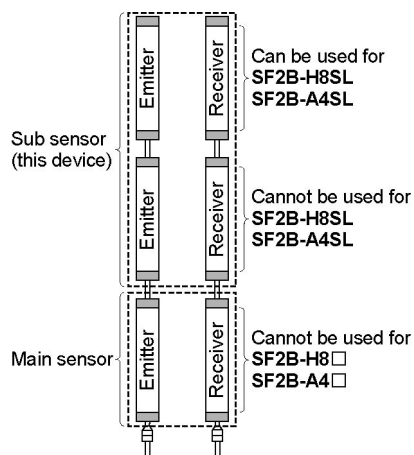 Emitter
Receiver
Can be used for
SF2B-H8SL
SF2B-A4SL
Sub sensor
(this device)
Emitter
Receiver
Cannot be used for
SF2B-H8SL
SF2B-A4SL
Main sensor
Emitter
Receiver
Cannot be used for
SF2B-H8□
SF2B-A4□